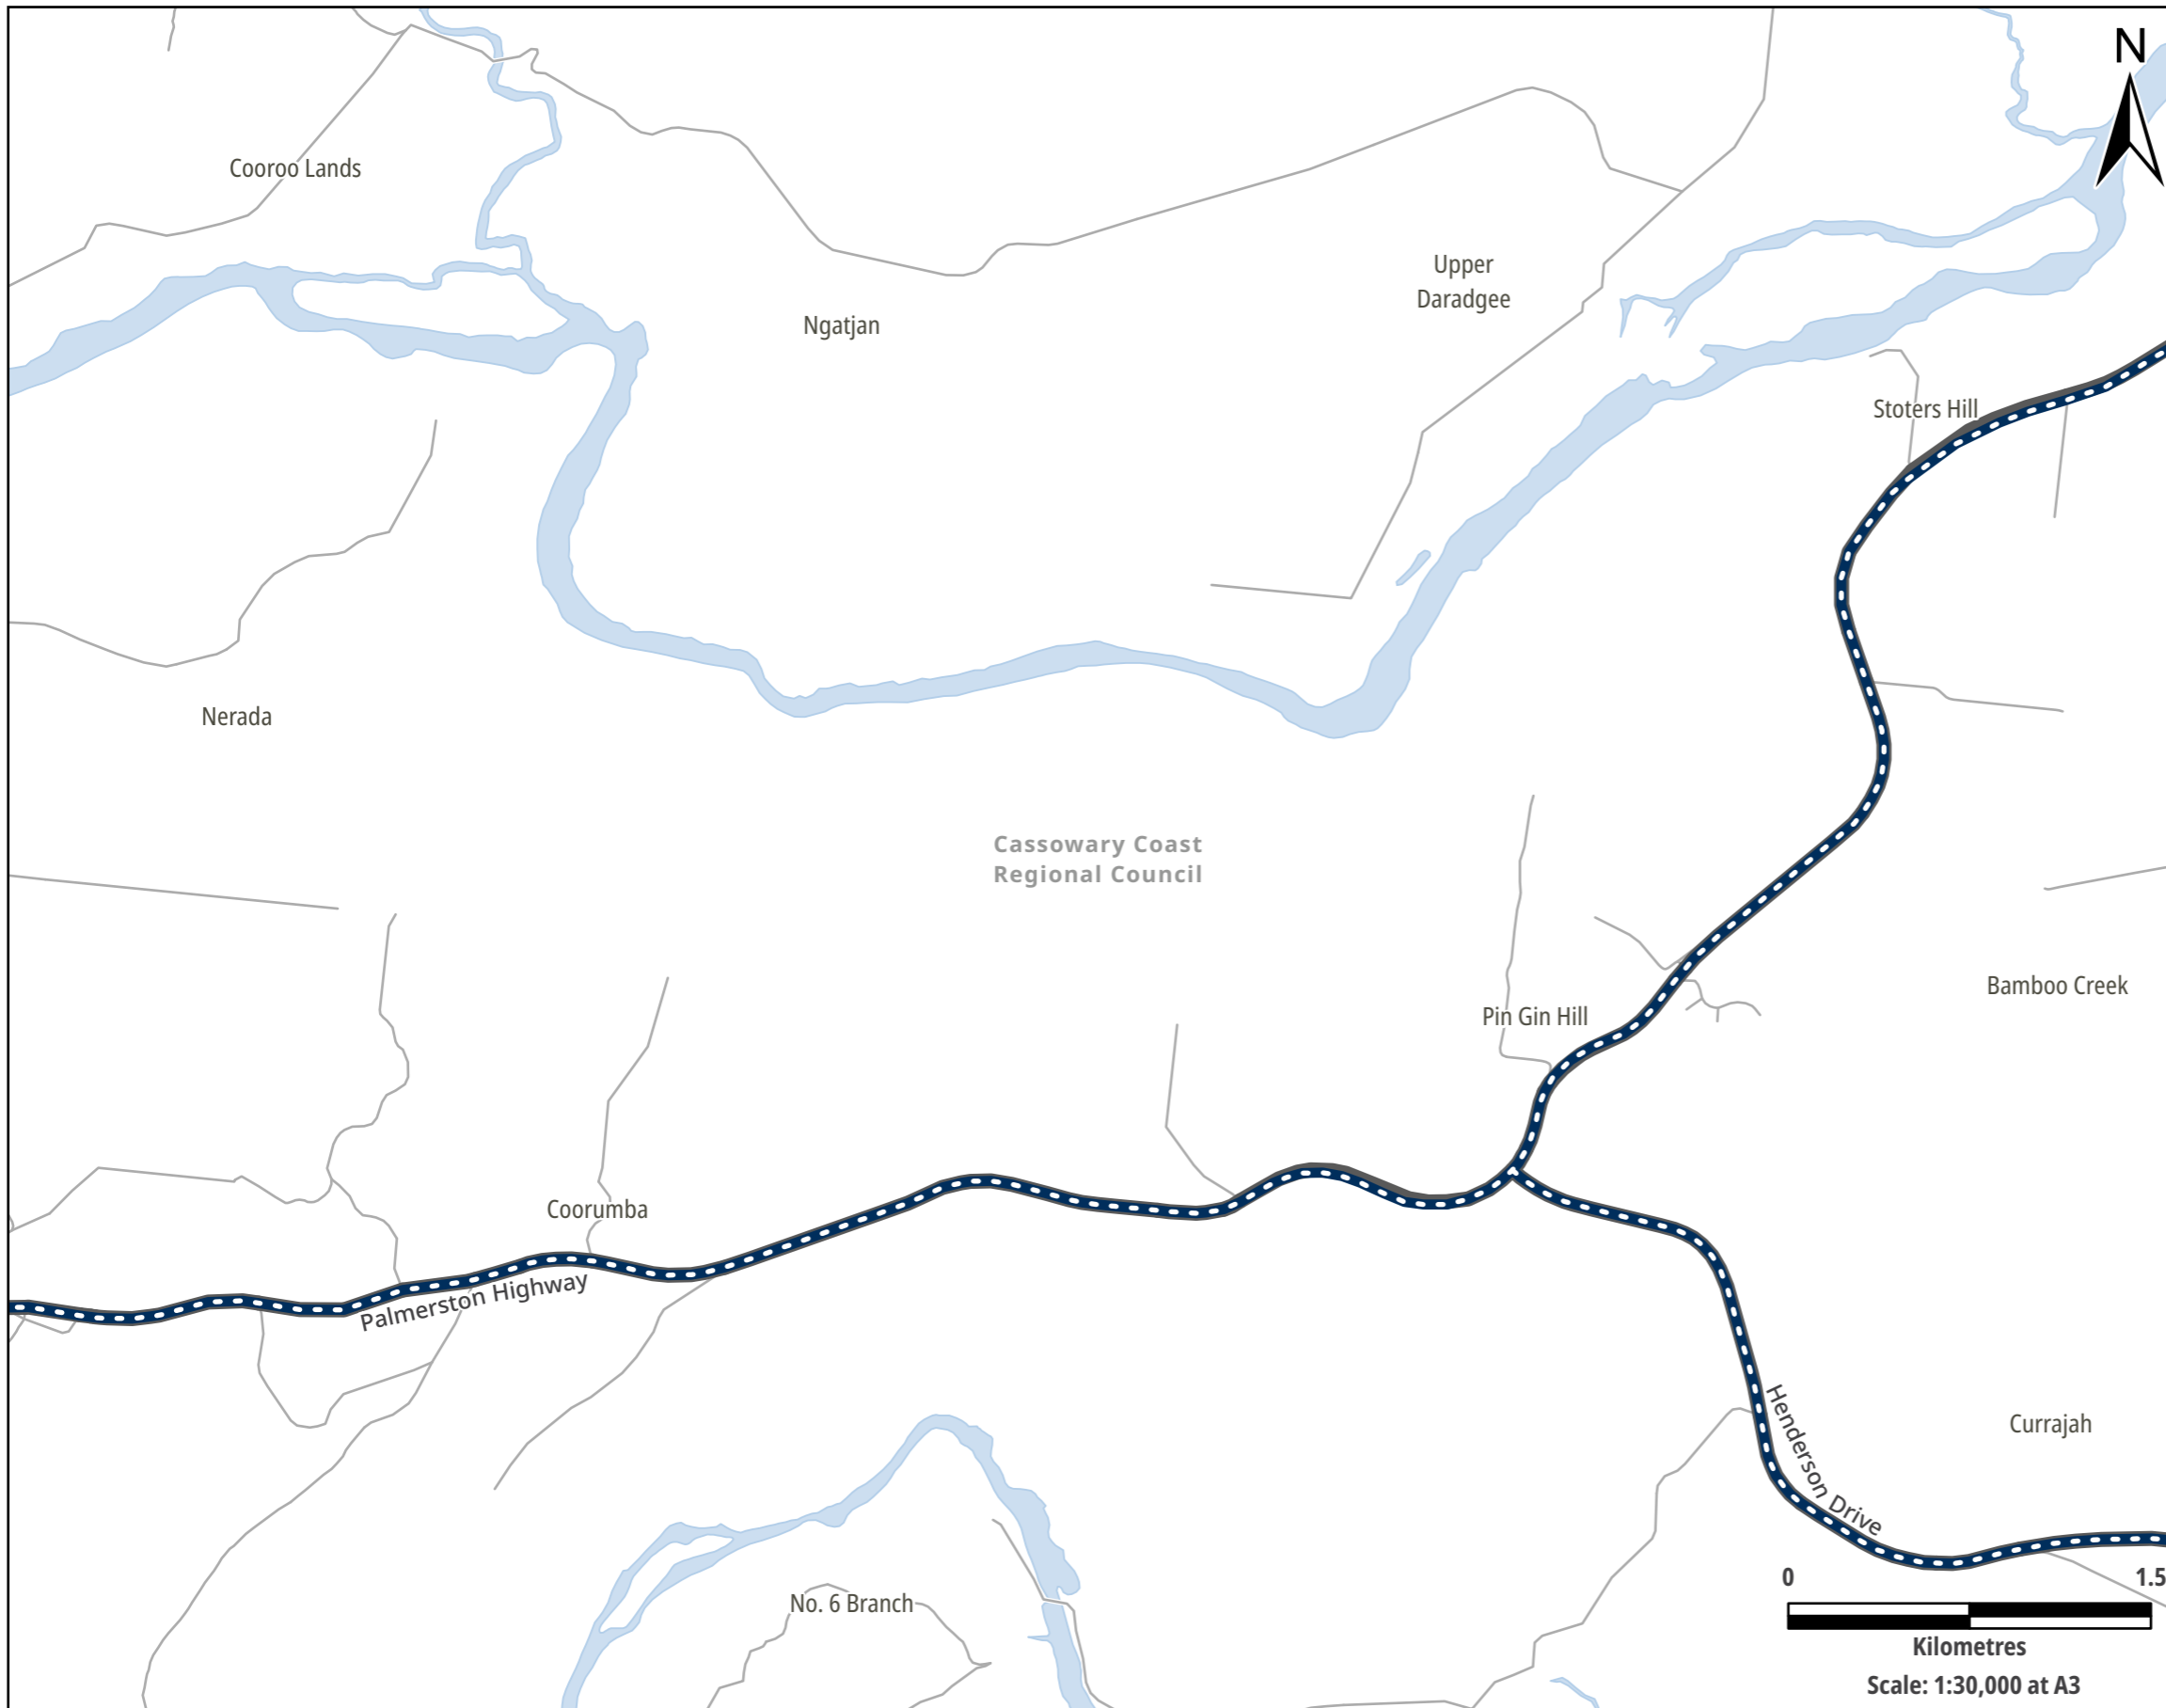 N
Cooroo Lands
Upper
Daradgee
Ngatjan
Stoters Hill
Nerada
Cassowary Coast
Regional Council
Bamboo Creek
Pin Gin Hill
Coorumba
Palmerston Highway
Henderson Drive
Currajah
No. 6 Branch
0 1.5
Kilometres
Scale: 1:30,000 at A3